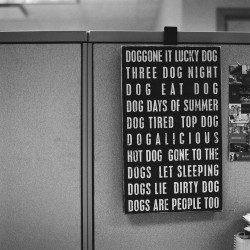 DOGGONE IT LUCKY DOG
THREE DOG NIGHT
DOG EAT DOG
DOG DAYS OF SUMMER
DOG TIRED TOP DOG
DOGALICIOUS
HOT DOG GONE TO THE
DOGS LET SLEEPING
DOGS LIE DIRTY DOG
DOGS ARE PEOPLE TOO